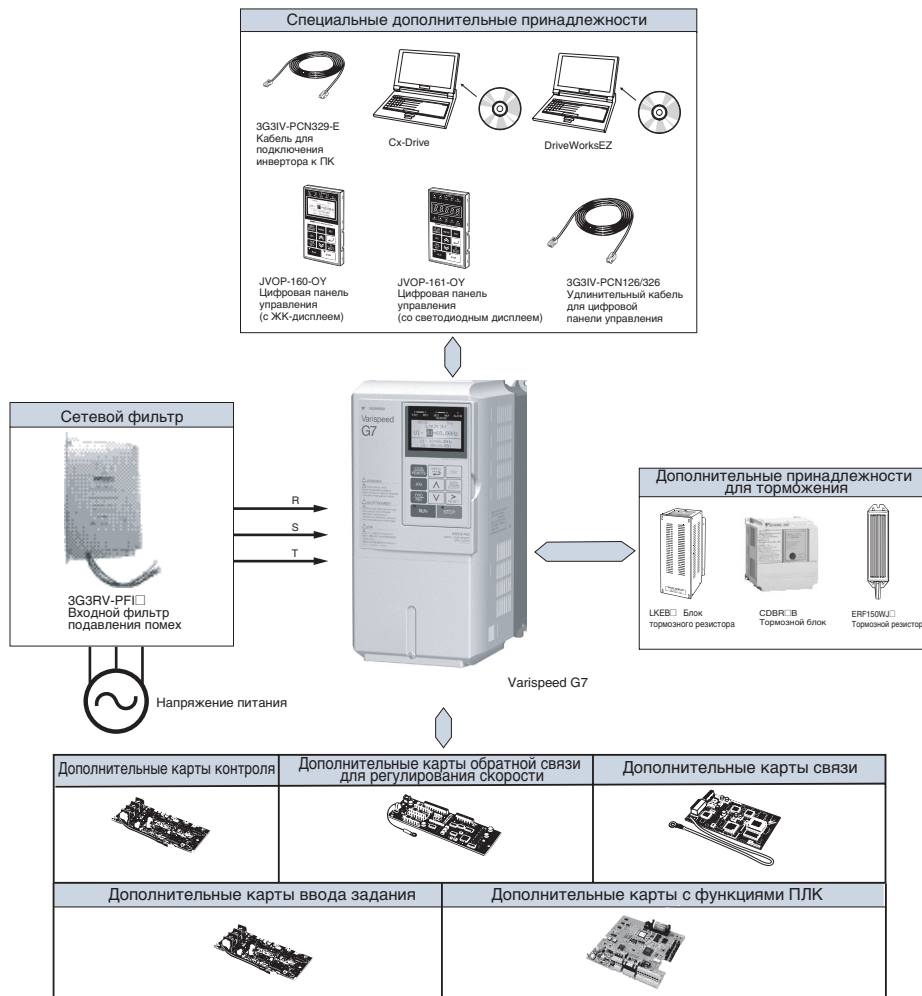 Специальные дополнительные принадлежности
3G3IV-PCN329-E
Кабель для
подключения
инвертора к ПК
Cx-Drive
DriveWorksEZ
JVOP-160-OY
Цифровая панель
управления
(с ЖК-дисплеем)
JVOP-161-OY
Цифровая панель
управления
(со светодиодным дисплеем)
3G3IV-PCN126/326
Удлинительный кабель
для цифровой
панели управления
Сетевой фильтр
3G3RV-PFI□
Входной фильтр
подавления помех
R
S
T
Напряжение питания
Varispeed
G7
RUN
STOP
Varispeed G7
Дополнительные принадлежности
для торможения
LKEB□ Блок
тормозного резистора
CDBR□B
Тормозной блок
ERF150WJ□
Тормозной резистор
Дополнительные карты контроля
Дополнительные карты обратной связи
для регулирования скорости
Дополнительные карты связи
Дополнительные карты ввода задания
Дополнительные карты с функциями ПЛК